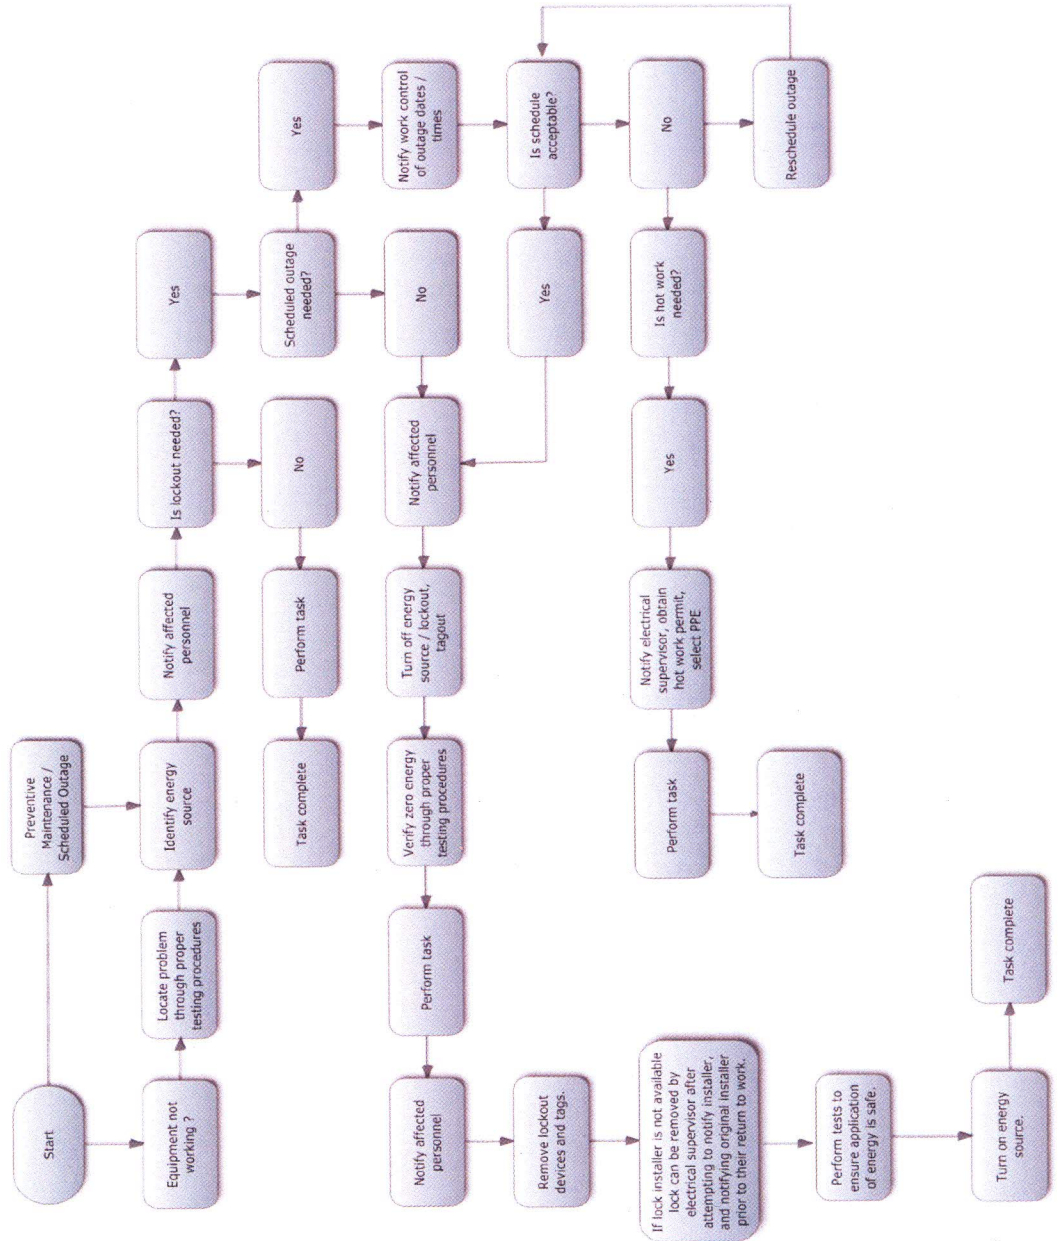 Start
Preventive
Maintenance /
Scheduled Outage
Equipment not
working ?
Locate problem
through proper
testing procedures
Identify energy
source
Notify affected
personnel
Is lockout needed?
Yes
No
Perform task
Task complete
Scheduled outage
needed?
Yes
No
Notify work control
of outage dates /
times
Is schedule
acceptable?
Yes
No
Reschedule outage
Is hot work
needed?
Yes
Notify electrical
supervisor, obtain
hot work permit,
select PPE
Perform task
Task complete
Notify affected
personnel
Turn off energy
source / lockout,
tagout
Verify zero energy
through proper
testing procedures
Perform task
Notify affected
personnel
Remove lockout
devices and tags.
If lock installer is not available
lock can be removed by
electrical supervisor after
attempting to notify installer,
and notifying original installer
prior to their return to work.
Perform tests to
ensure application
of energy is safe.
Turn on energy
source.
Task complete